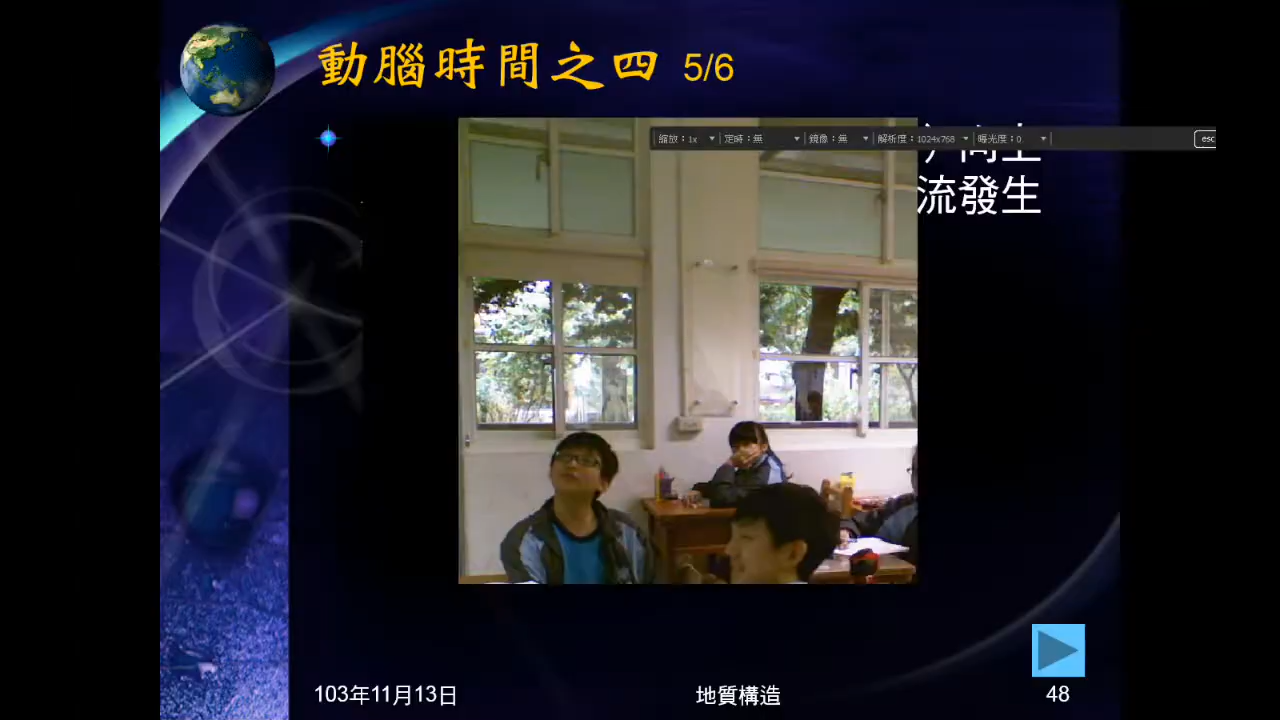 動腦時間之四 5/6
縮放：1x 定時：無 鏡像：無 解析度：1024x768 曝光度：0 esc
向上
流發生
103年11月13日 地質構造 48